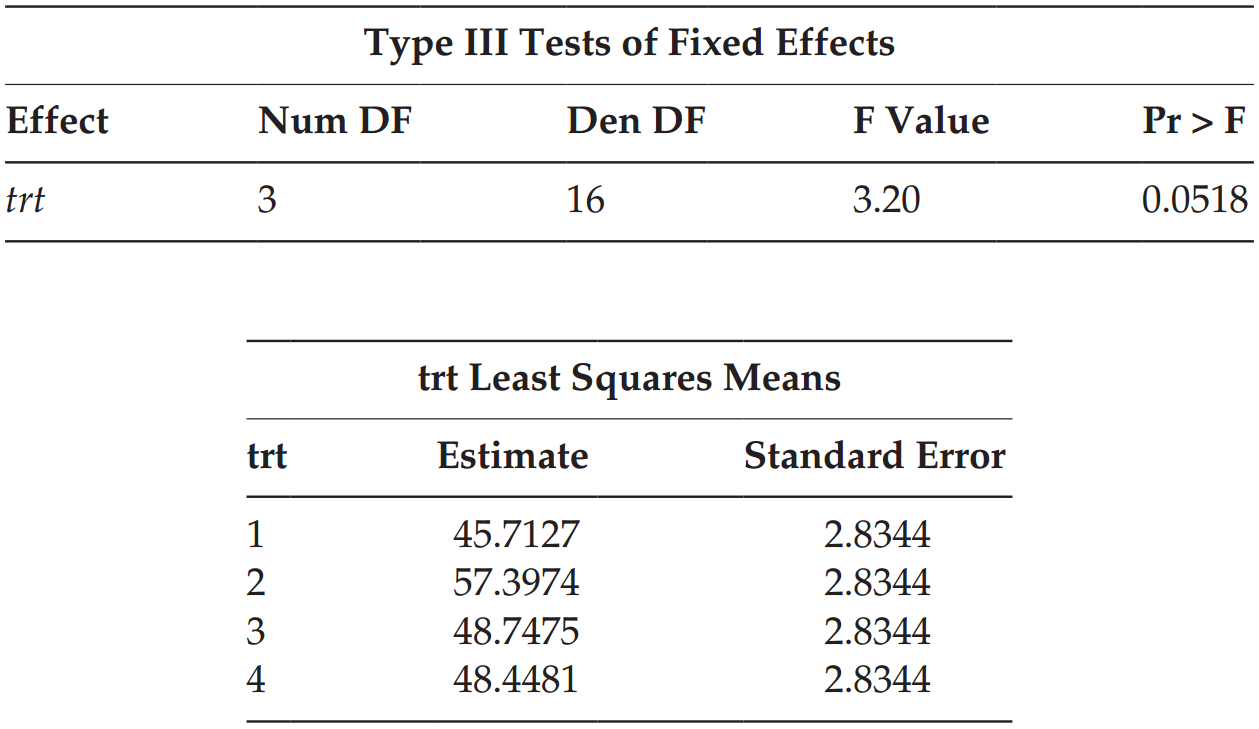 Type III Tests of Fixed Effects
Effect Num DF Den DF F Value Pr > F
trt 3 16 3.20 0.0518
trt Least Squares Means
trt Estimate Standard Error
1 45.7127 2.8344
2 57.3974 2.8344
3 48.7475 2.8344
4 48.4481 2.8344